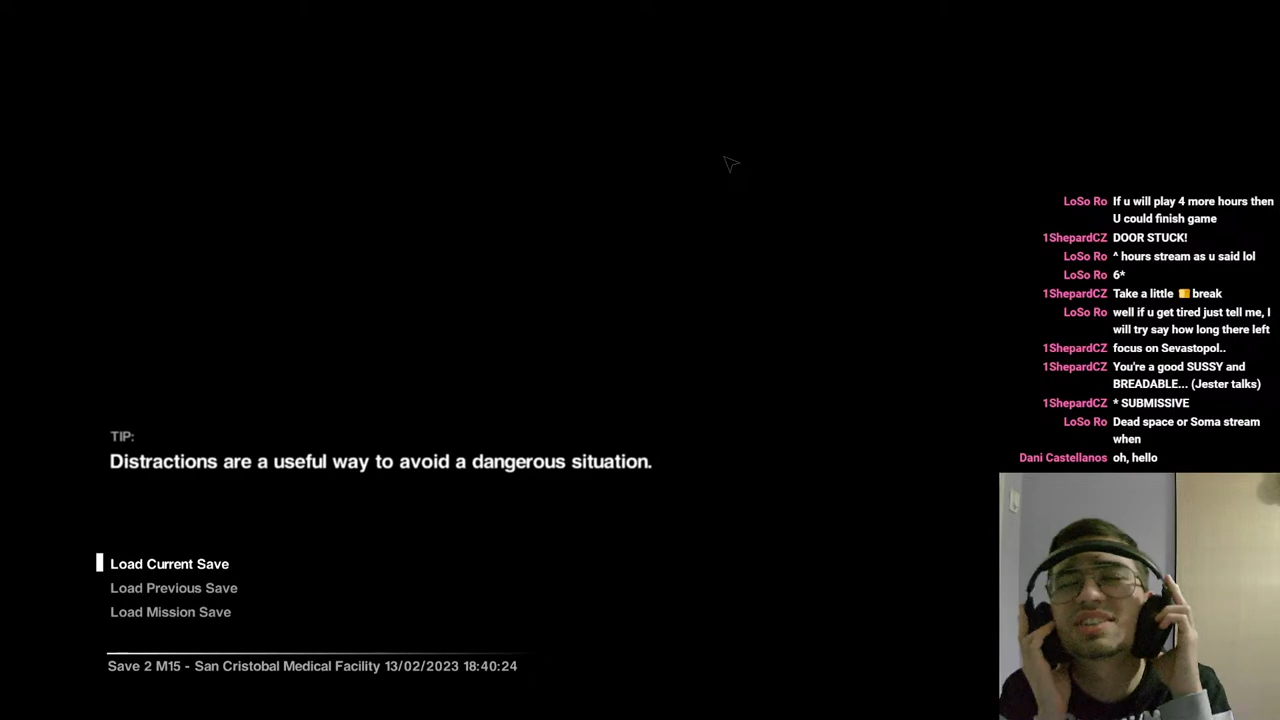 LoSo Ro If u will play 4 more hours then
U could finish game
1ShepardCZ DOOR STUCK!
LoSo Ro ^ hours stream as u said lol
LoSo Ro 6*
1ShepardCZ Take a little 🍞 break
LoSo Ro well if u get tired just tell me, I
will try say how long there left
1ShepardCZ focus on Sevastopol..
1ShepardCZ You're a good SUSSY and
BREADABLE... (Jester talks)
1ShepardCZ * SUBMISSIVE
LoSo Ro Dead space or Soma stream
when
Dani Castellanos oh, hello
TIP:
Distractions are a useful way to avoid a dangerous situation.
Load Current Save
Load Previous Save
Load Mission Save
Save 2 M15 - San Cristobal Medical Facility 13/02/2023 18:40:24